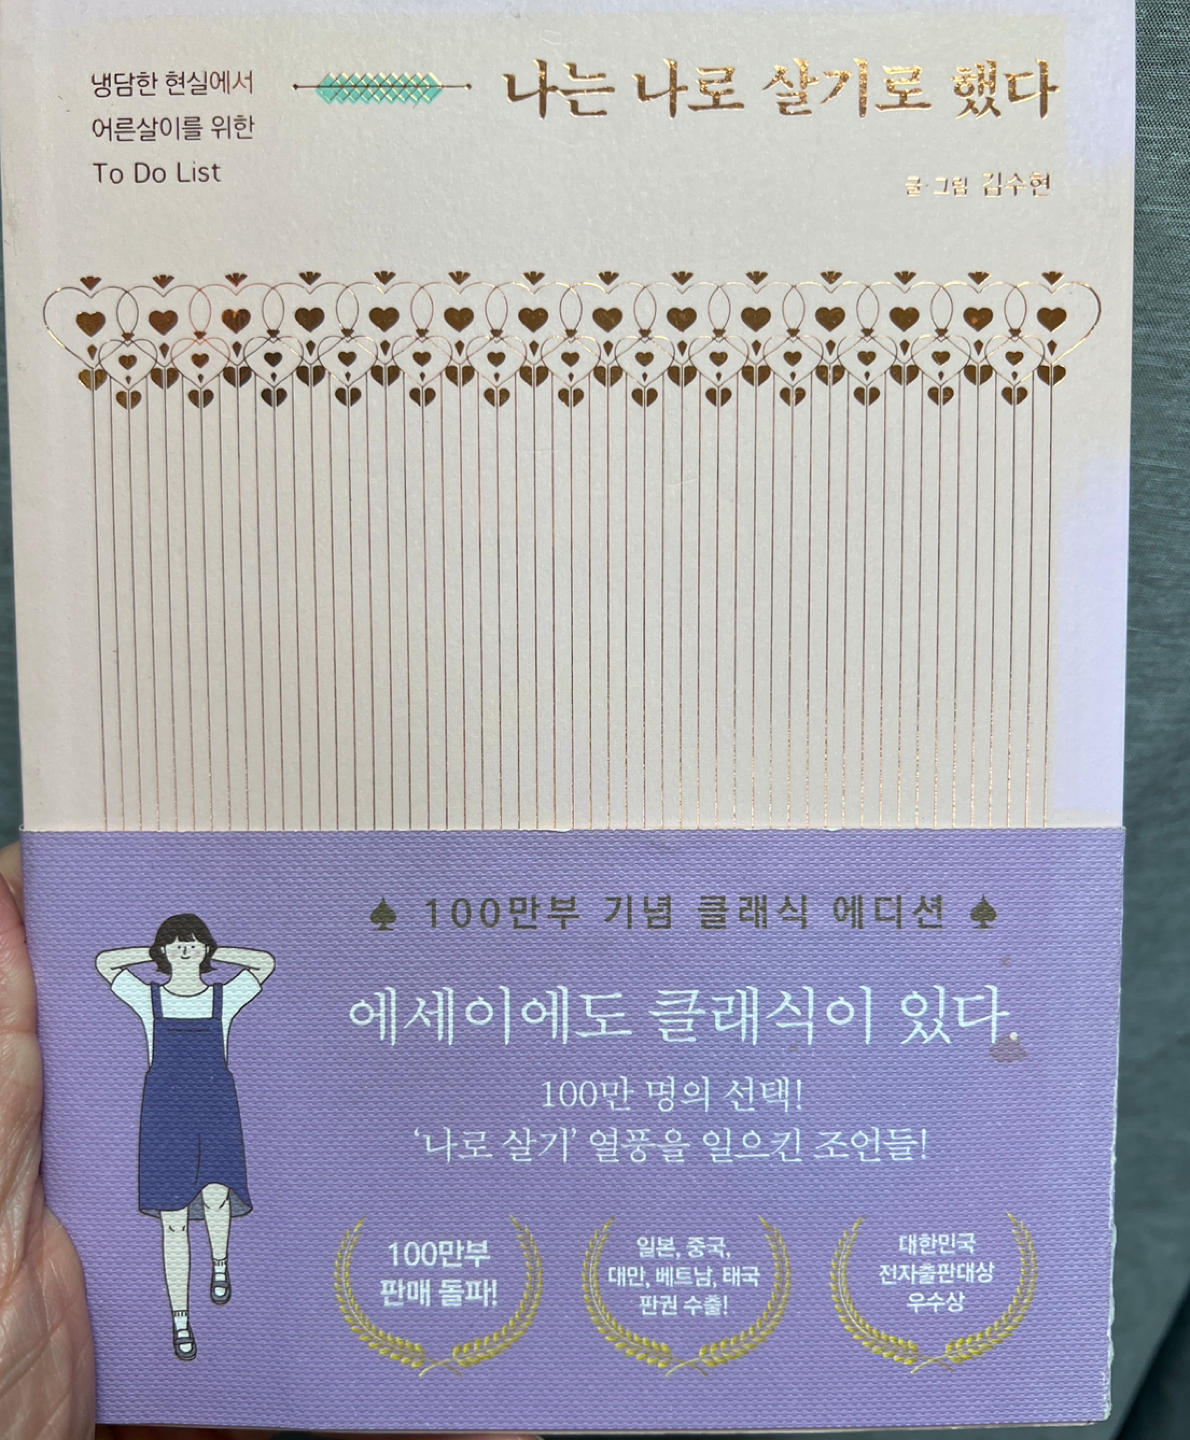 냉담한 현실에서
어른살이를 위한
To Do List
나는 나로 살기로 했다
글·그림 김수현
100만부 기념 클래식 에디션
에세이에도 클래식이 있다.
100만 명의 선택!
‘나로 살기’ 열풍을 일으킨 조언들!
100만부
판매 돌파!
일본, 중국,
대만, 베트남, 태국
판권 수출!
대한민국
전자출판대상
우수상